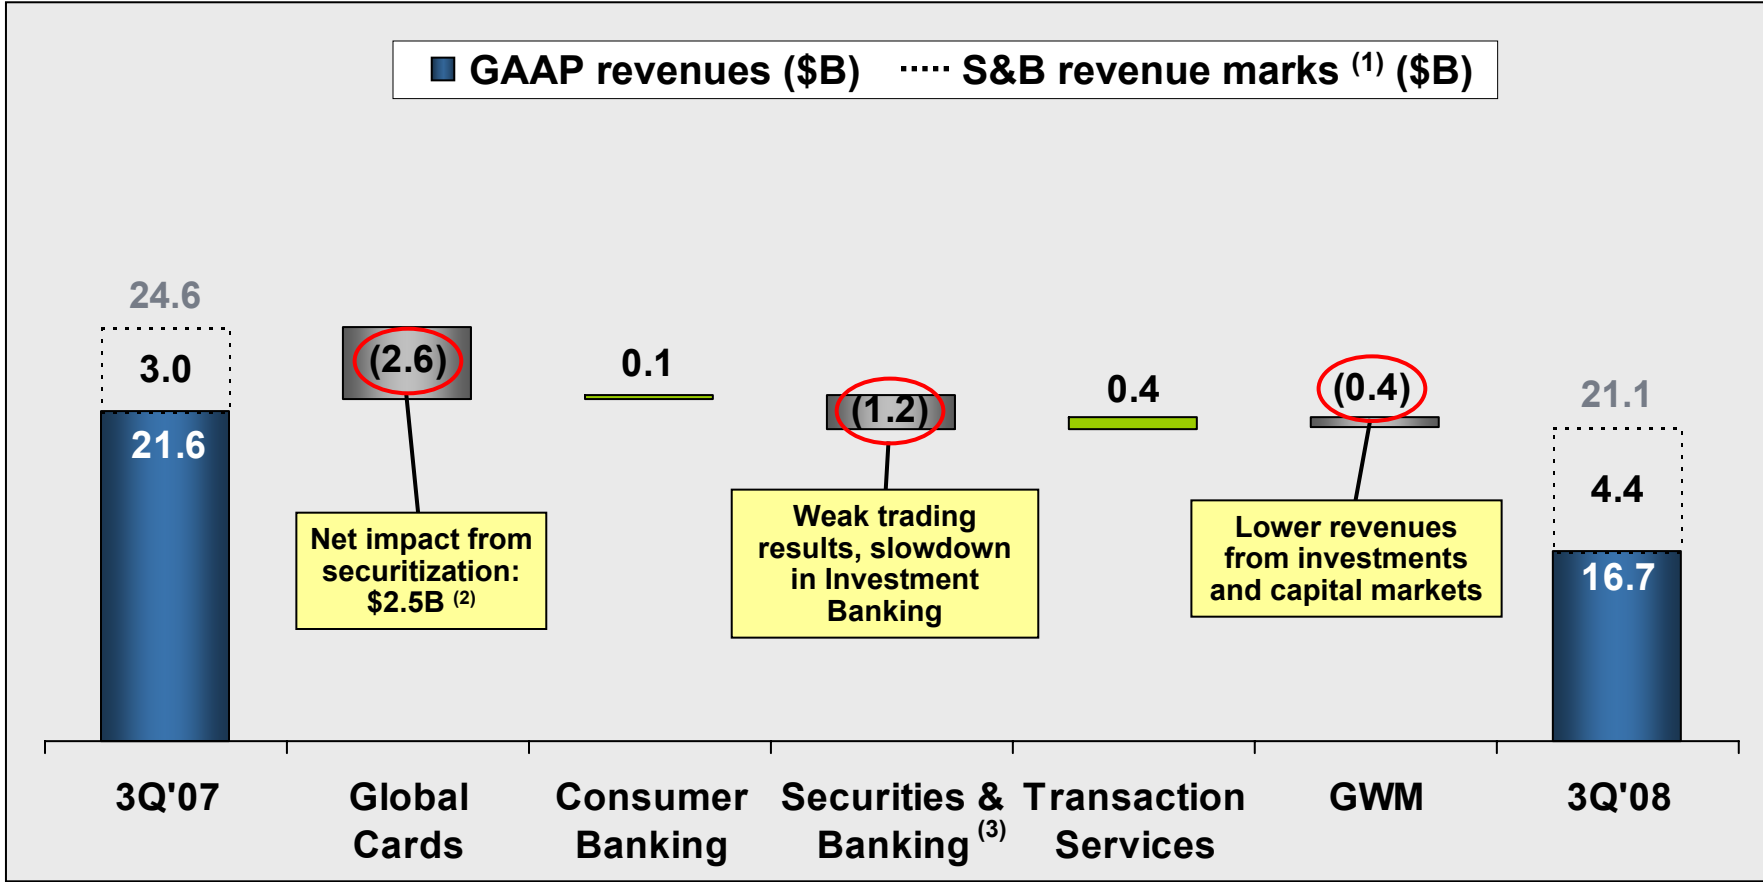 GAAP revenues ($B) S&B revenue marks (1) ($B)
24.6
3.0
21.6
(2.6)
0.1
(1.2)
0.4
(0.4)
21.1
4.4
16.7
Net impact from
securitization:
$2.5B (2)
Weak trading
results, slowdown
in Investment
Banking
Lower revenues
from investments
and capital markets
3Q'07
Global
Cards
Consumer
Banking
Securities &
Banking (3)
Transaction
Services
GWM
3Q'08